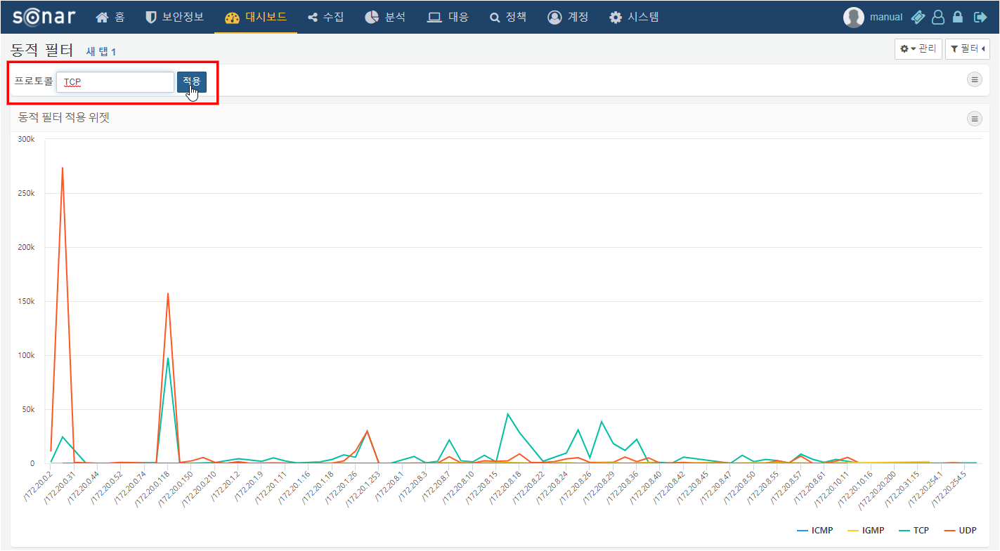 sonar 홈 보안정보 대시보드 수집 분석 대응 정책 계정 시스템 manual
동적 필터 새 탭 1 관리 필터
프로토콜 TCP 적용
동적 필터 적용 위젯
300k
250k
200k
150k
100k
50k
0
/172.20.0.2 /172.20.0.31 /172.20.0.44 /172.20.0.52 /172.20.0.74 /172.20.0.118 /172.20.0.150 /172.20.0.210 /172.20.1.2 /172.20.1.9 /172.20.1.11 /172.20.1.16 /172.20.1.18 /172.20.1.26 /172.20.1.253 /172.20.8.1 /172.20.8.3 /172.20.8.7 /172.20.8.10 /172.20.8.15 /172.20.8.18 /172.20.8.22 /172.20.8.24 /172.20.8.26 /172.20.8.29 /172.20.8.36 /172.20.8.40 /172.20.8.42 /172.20.8.45 /172.20.8.47 /172.20.8.50 /172.20.8.55 /172.20.8.57 /172.20.8.61 /172.20.10.11 /172.20.10.16 /172.20.20.200 /172.20.31.15 /172.20.254.1 /172.20.254.5
ICMP IGMP TCP UDP